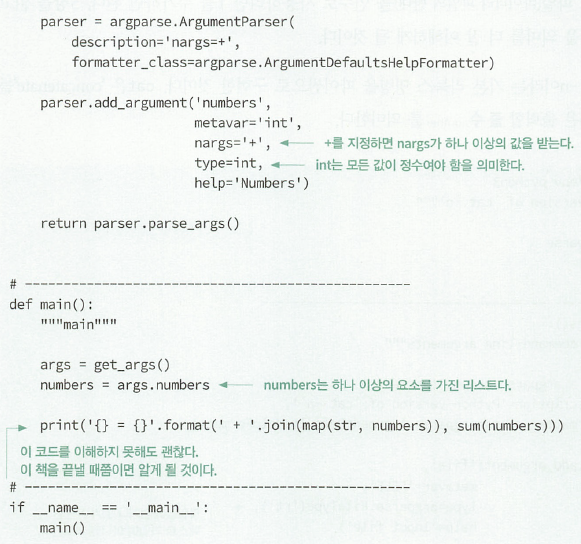 parser = argparse.ArgumentParser(
    description='nargs=+',
    formatter_class=argparse.ArgumentDefaultsHelpFormatter)

parser.add_argument('numbers',
                    metavar='int',
                    nargs='+', +를 지정하면 nargs가 하나 이상의 값을 받는다.
                    type=int, int는 모든 값이 정수여야 함을 의미한다.
                    help='Numbers')

return parser.parse_args()

# --------------------------------------------------
def main():
    """main"""

    args = get_args()
    numbers = args.numbers numbers는 하나 이상의 요소를 가진 리스트다.

    print('{} = {}'.format(' + '.join(map(str, numbers)), sum(numbers)))
이 코드를 이해하지 못해도 괜찮다.
이 책을 끝낼 때쯤이면 알게 될 것이다.
# --------------------------------------------------
if __name__ == '__main__':
    main()